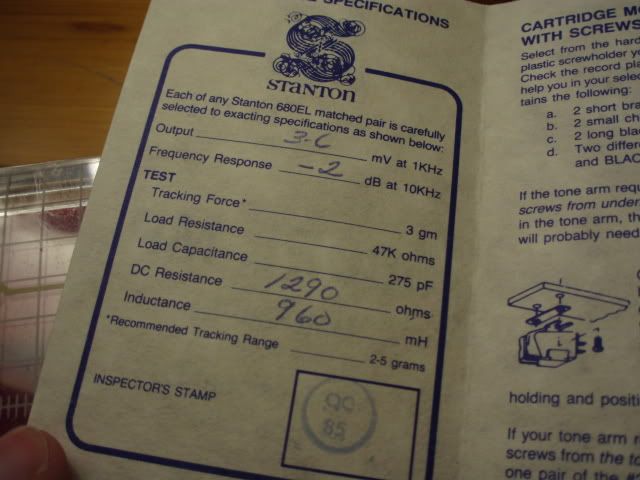 SPECIFICATIONS
STANTON
Each of any Stanton 680EL matched pair is carefully
selected to exacting specifications as shown below:
Output 3.6 mV at 1KHz
Frequency Response -2 dB at 10KHz
TEST
Tracking Force* 3 gm
Load Resistance 47K ohms
Load Capacitance 275 pF
DC Resistance 1290 ohms
Inductance 960 mH
*Recommended Tracking Range 2-5 grams
INSPECTOR'S STAMP
85
CARTRIDGE
WITH SCREWS
Select from the
plastic screwholder
Check the record
help you in your
tains the following:
a. 2 short
b. 2 small
c. 2 long
d. Two
and
If the tone arm
screws from under
in the tone arm,
will probably need
holding and
If your tone arm
screws from the
one pair of the